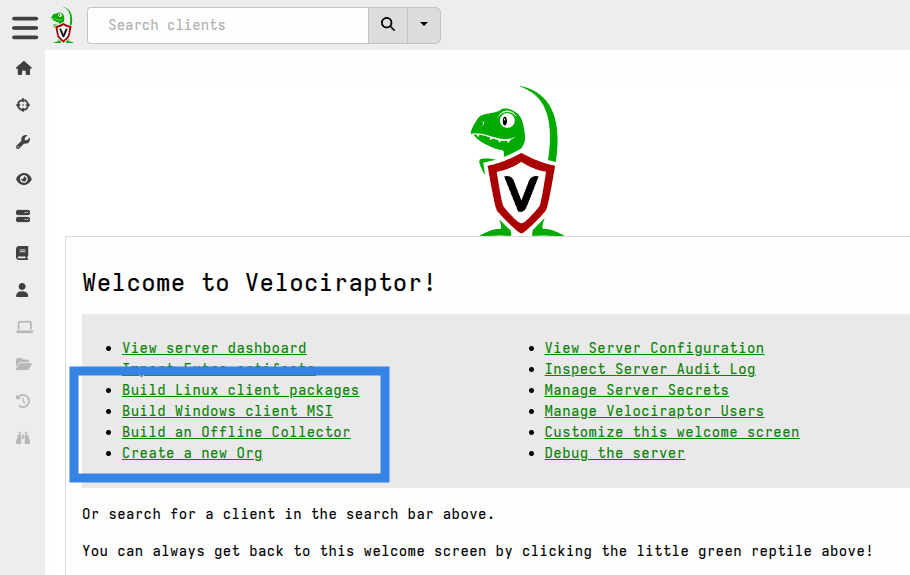 Search clients
V
V
Welcome to Velociraptor!
View server dashboard
Import Extra artifacts
Build Linux client packages
Build Windows client MSI
Build an Offline Collector
Create a new Org
View Server Configuration
Inspect Server Audit Log
Manage Server Secrets
Manage Velociraptor Users
Customize this welcome screen
Debug the server
Or search for a client in the search bar above.
You can always get back to this welcome screen by clicking the little green reptile above!